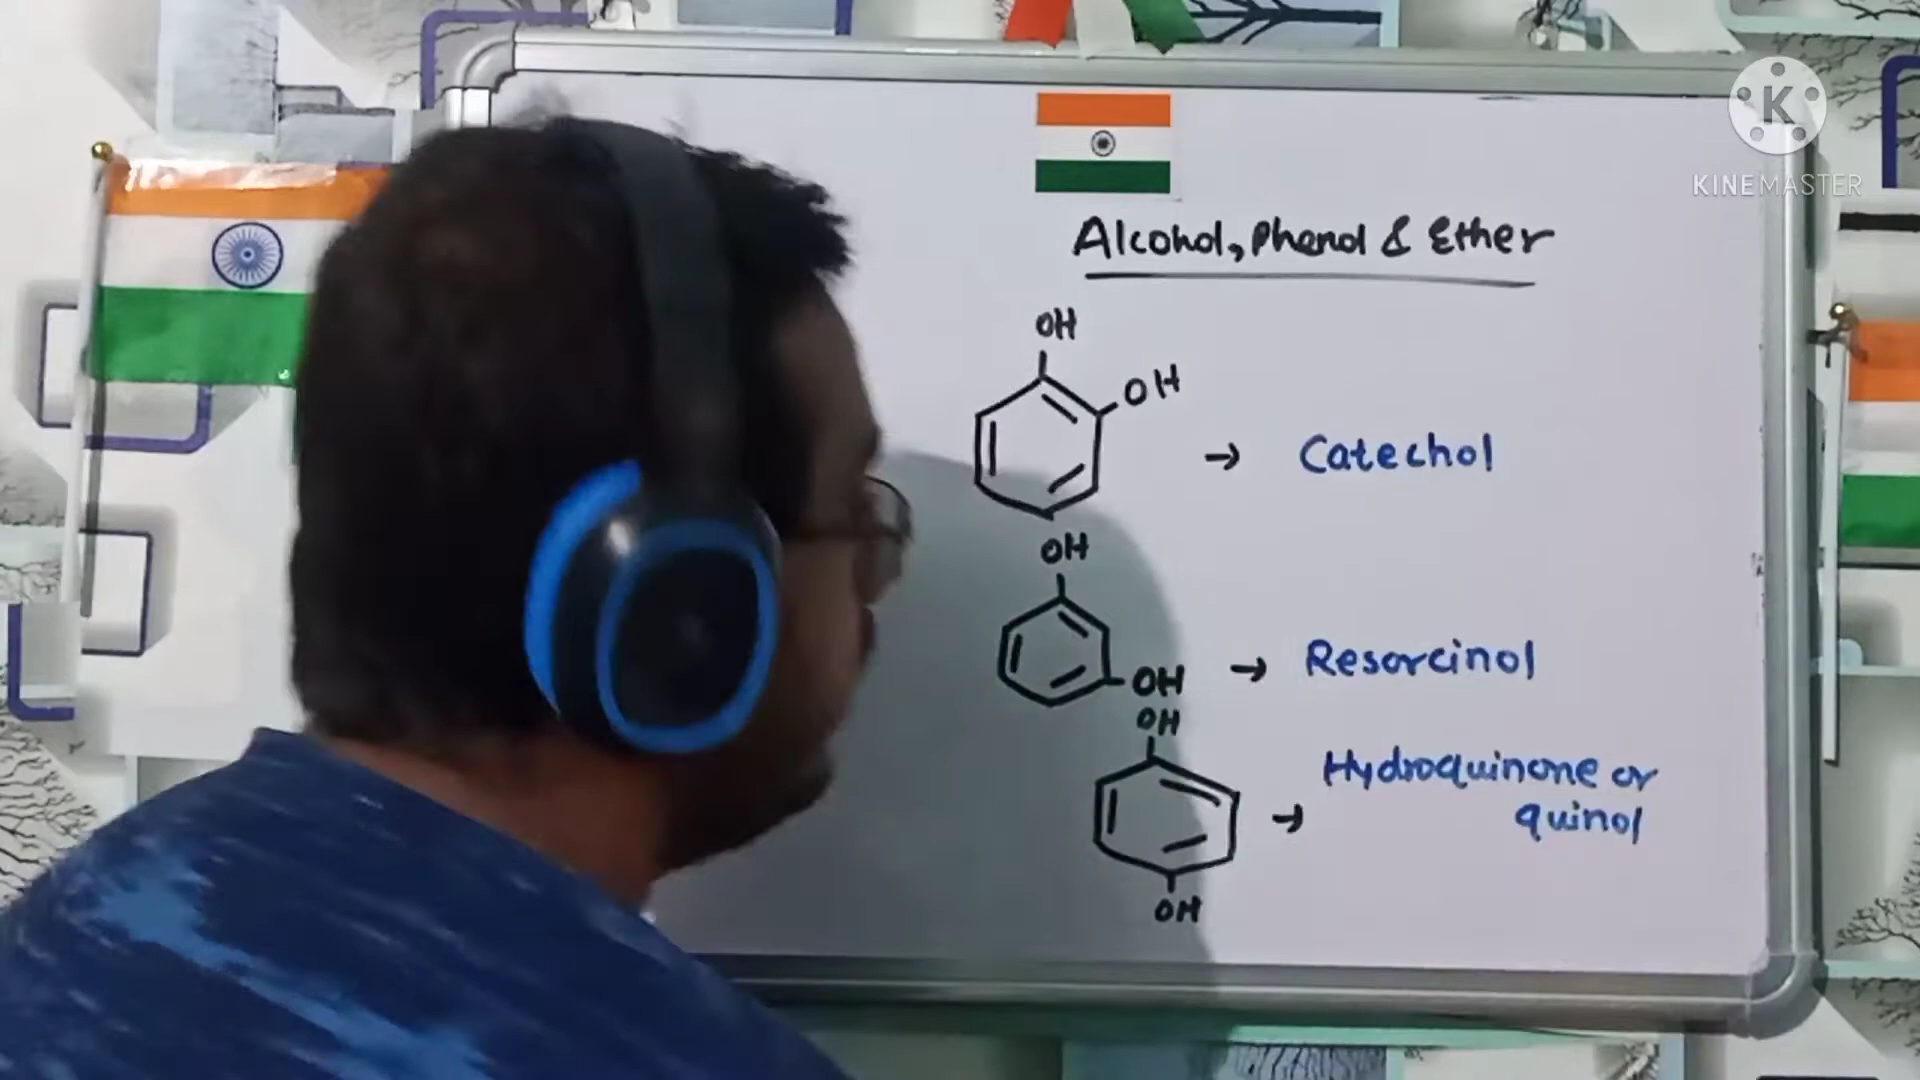 K
KINEMASTER
Alcohol, Phenol & Ether
OH
OH
→ Catechol
OH
OH
→ Resorcinol
OH
→ Hydroquinone or
quinol
OH